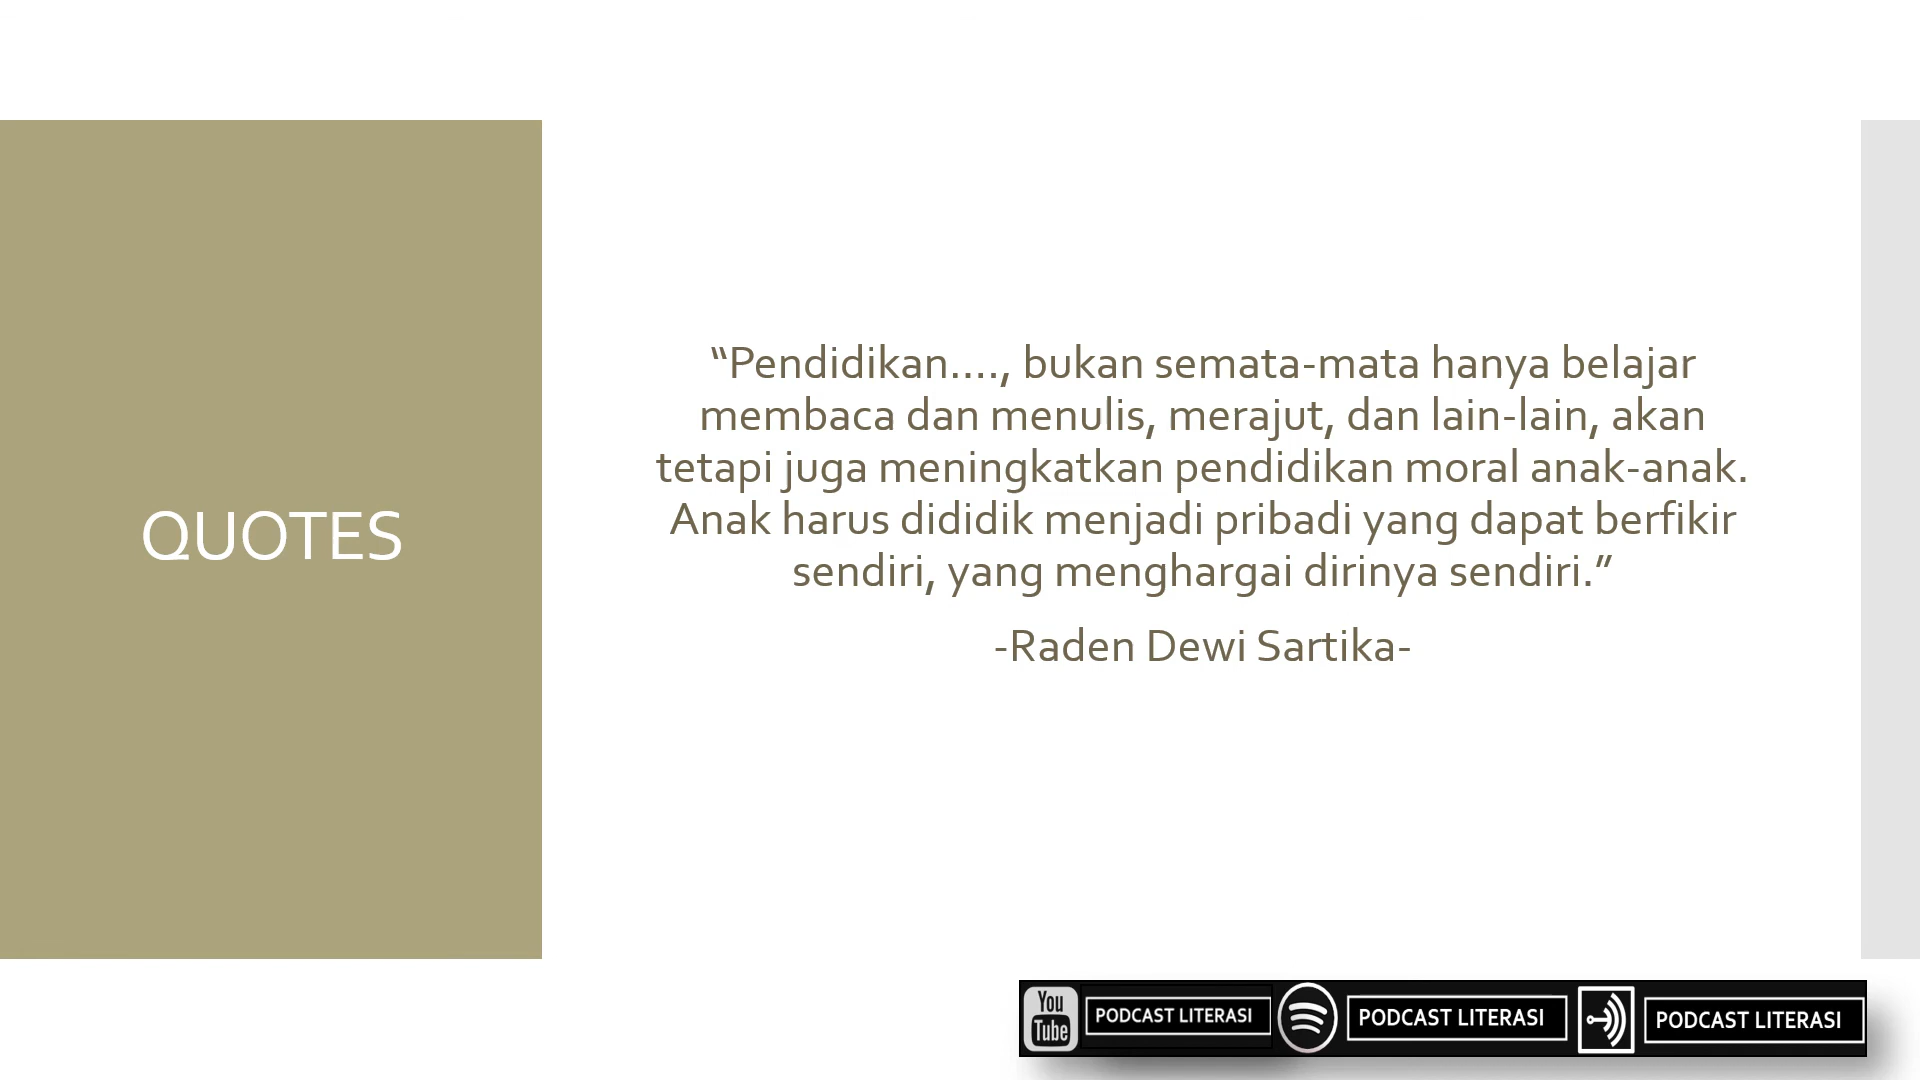 QUOTES
“Pendidikan...., bukan semata-mata hanya belajar
membaca dan menulis, merajut, dan lain-lain, akan
tetapi juga meningkatkan pendidikan moral anak-anak.
Anak harus dididik menjadi pribadi yang dapat berfikir
sendiri, yang menghargai dirinya sendiri.”
-Raden Dewi Sartika-
You
Tube
PODCAST LITERASI
PODCAST LITERASI
PODCAST LITERASI